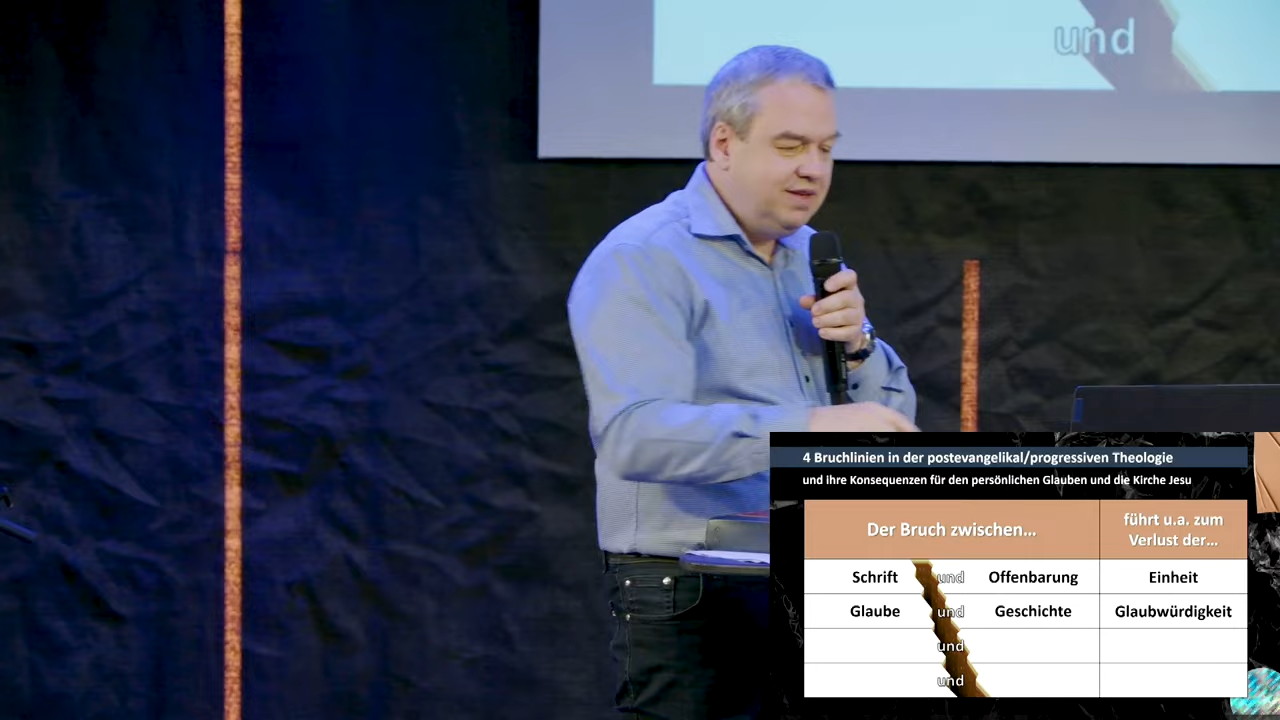 und
4 Bruchlinien in der postevangelikal/progressiven Theologie
und ihre Konsequenzen für den persönlichen Glauben und die Kirche Jesu
Der Bruch zwischen...
führt u.a. zum
Verlust der...
Schrift und Offenbarung Einheit
Glaube und Geschichte Glaubwürdigkeit
und
und